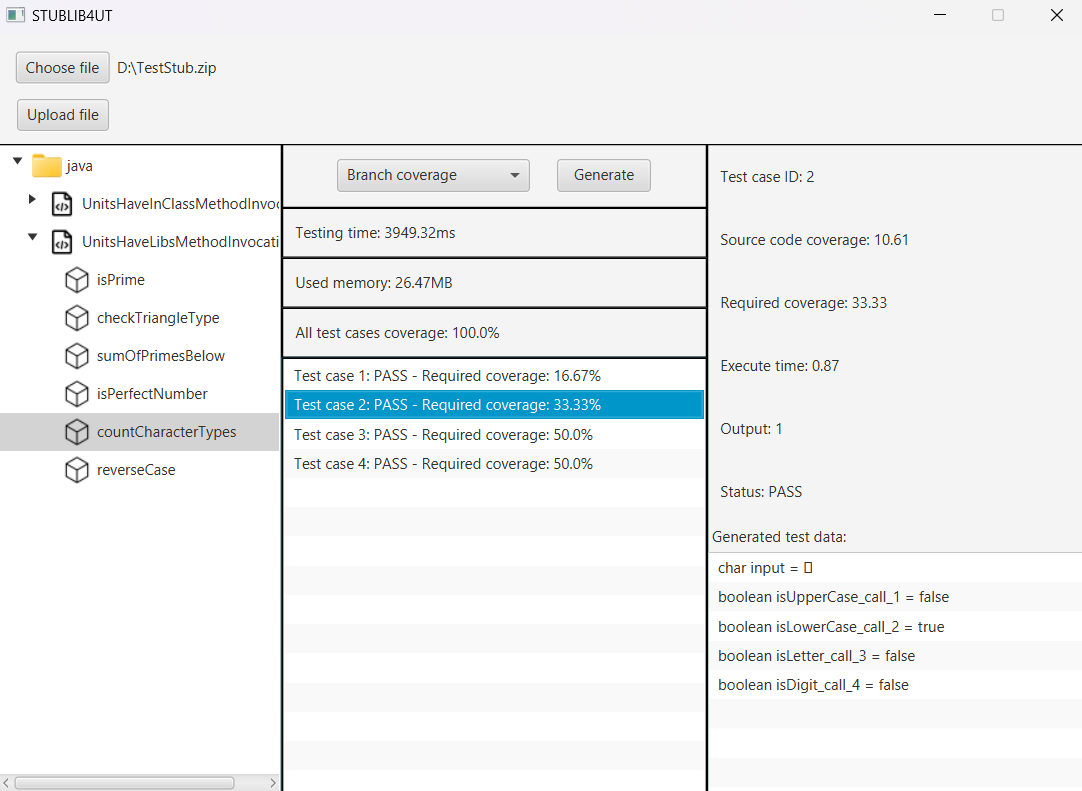 STUBLIB4UT
Choose file D:\TestStub.zip
Upload file
java
UnitsHaveInClassMethodInvo
UnitsHaveLibsMethodInvocati
isPrime
checkTriangleType
sumOfPrimesBelow
isPerfectNumber
countCharacterTypes
reverseCase
Branch coverage Generate
Testing time: 3949.32ms
Used memory: 26.47MB
All test cases coverage: 100.0%
Test case 1: PASS - Required coverage: 16.67%
Test case 2: PASS - Required coverage: 33.33%
Test case 3: PASS - Required coverage: 50.0%
Test case 4: PASS - Required coverage: 50.0%
Test case ID: 2
Source code coverage: 10.61
Required coverage: 33.33
Execute time: 0.87
Output: 1
Status: PASS
Generated test data:
char input = ▯
boolean isUpperCase_call_1 = false
boolean isLowerCase_call_2 = true
boolean isLetter_call_3 = false
boolean isDigit_call_4 = false